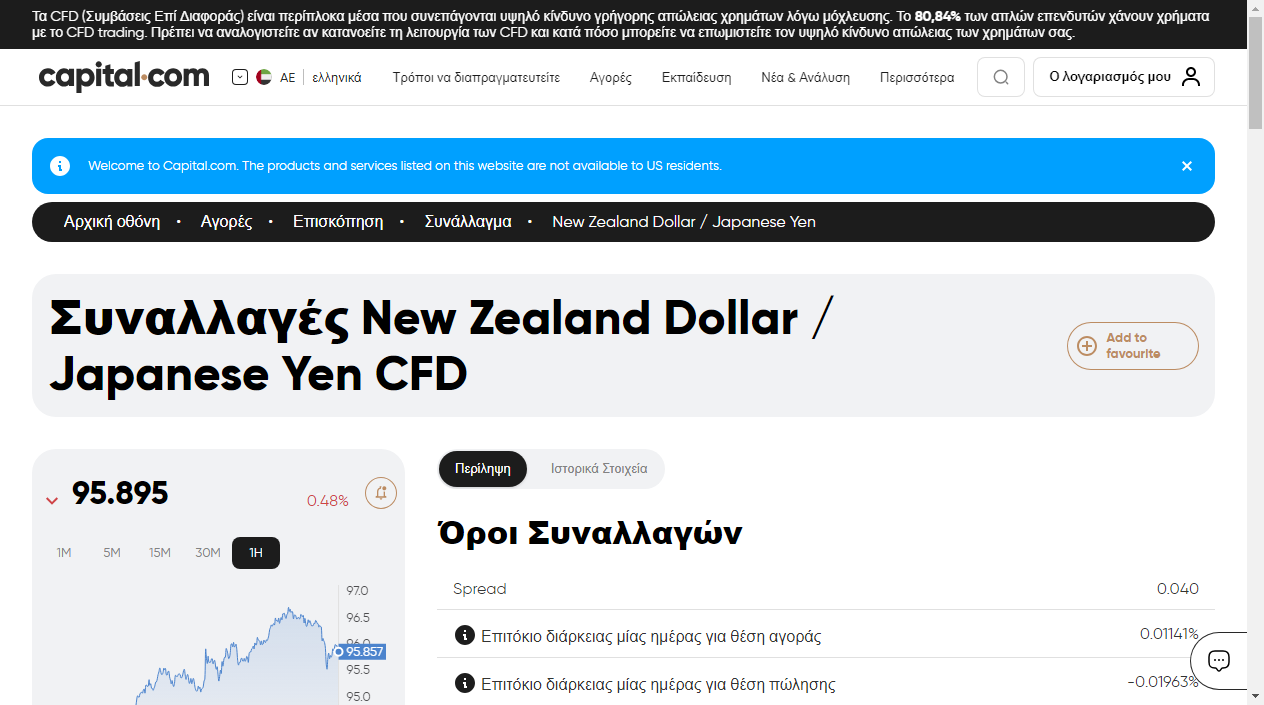 Τα CFD (Συμβάσεις Επί Διαφοράς) είναι περίπλοκα μέσα που συνεπάγονται υψηλό κίνδυνο γρήγορης απώλειας χρημάτων λόγω μόχλευσης. Το 80,84% των απλών επενδυτών χάνουν χρήματα
με το CFD trading. Πρέπει να αναλογιστείτε αν κατανοείτε τη λειτουργία των CFD και κατά πόσο μπορείτε να επωμιστείτε τον υψηλό κίνδυνο απώλειας των χρημάτων σας.
capital.com AE ελληνικά Τρόποι να διαπραγματευτείτε Αγορές Εκπαίδευση Νέα & Ανάλυση Περισσότερα Ο λογαριασμός μου
Welcome to Capital.com. The products and services listed on this website are not available to US residents.
Αρχική οθόνη • Αγορές • Επισκόπηση • Συνάλλαγμα • New Zealand Dollar / Japanese Yen
Συναλλαγές New Zealand Dollar /
Japanese Yen CFD
Add to
favourite
95.895 0.48%
1M 5M 15M 30M 1H
97.0
96.5
95.857
95.5
95.0
Περίληψη Ιστορικά Στοιχεία
Όροι Συναλλαγών
Spread 0.040
Επιτόκιο διάρκειας μίας ημέρας για θέση αγοράς 0.01141%
Επιτόκιο διάρκειας μίας ημέρας για θέση πώλησης -0.01963%